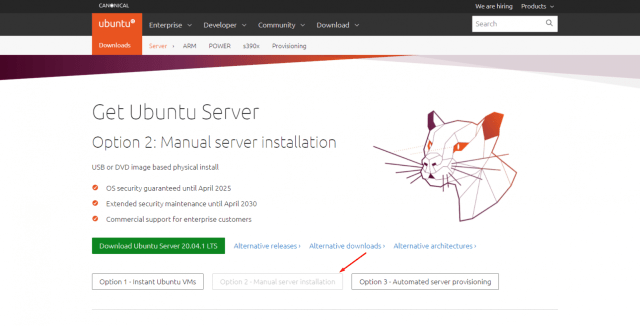 CANONICAL
We are hiring Products
ubuntu Enterprise Developer Community Download Search
Downloads Server › ARM POWER s390x Provisioning
Get Ubuntu Server
Option 2: Manual server installation
USB or DVD image based physical install
OS security guaranteed until April 2025
Extended security maintenance until April 2030
Commercial support for enterprise customers
Download Ubuntu Server 20.04.1 LTS Alternative releases › Alternative downloads › Alternative architectures ›
Option 1 - Instant Ubuntu VMs Option 2 - Manual server installation Option 3 - Automated server provisioning